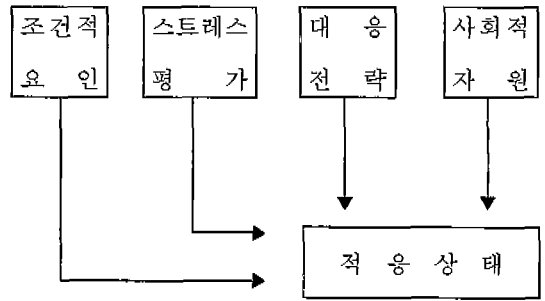 조건적
요 인
스트레스
평 가
대 응
전 략
사회적
자 원
적 응 상 태